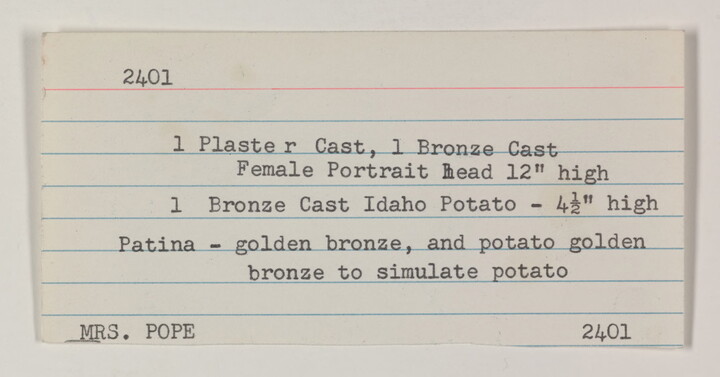 2401
1 Plaster Cast, 1 Bronze Cast
Female Portrait head 12" high
1 Bronze Cast Idaho Potato - 4½" high
Patina - golden bronze, and potato golden
bronze to simulate potato
MRS. POPE 2401